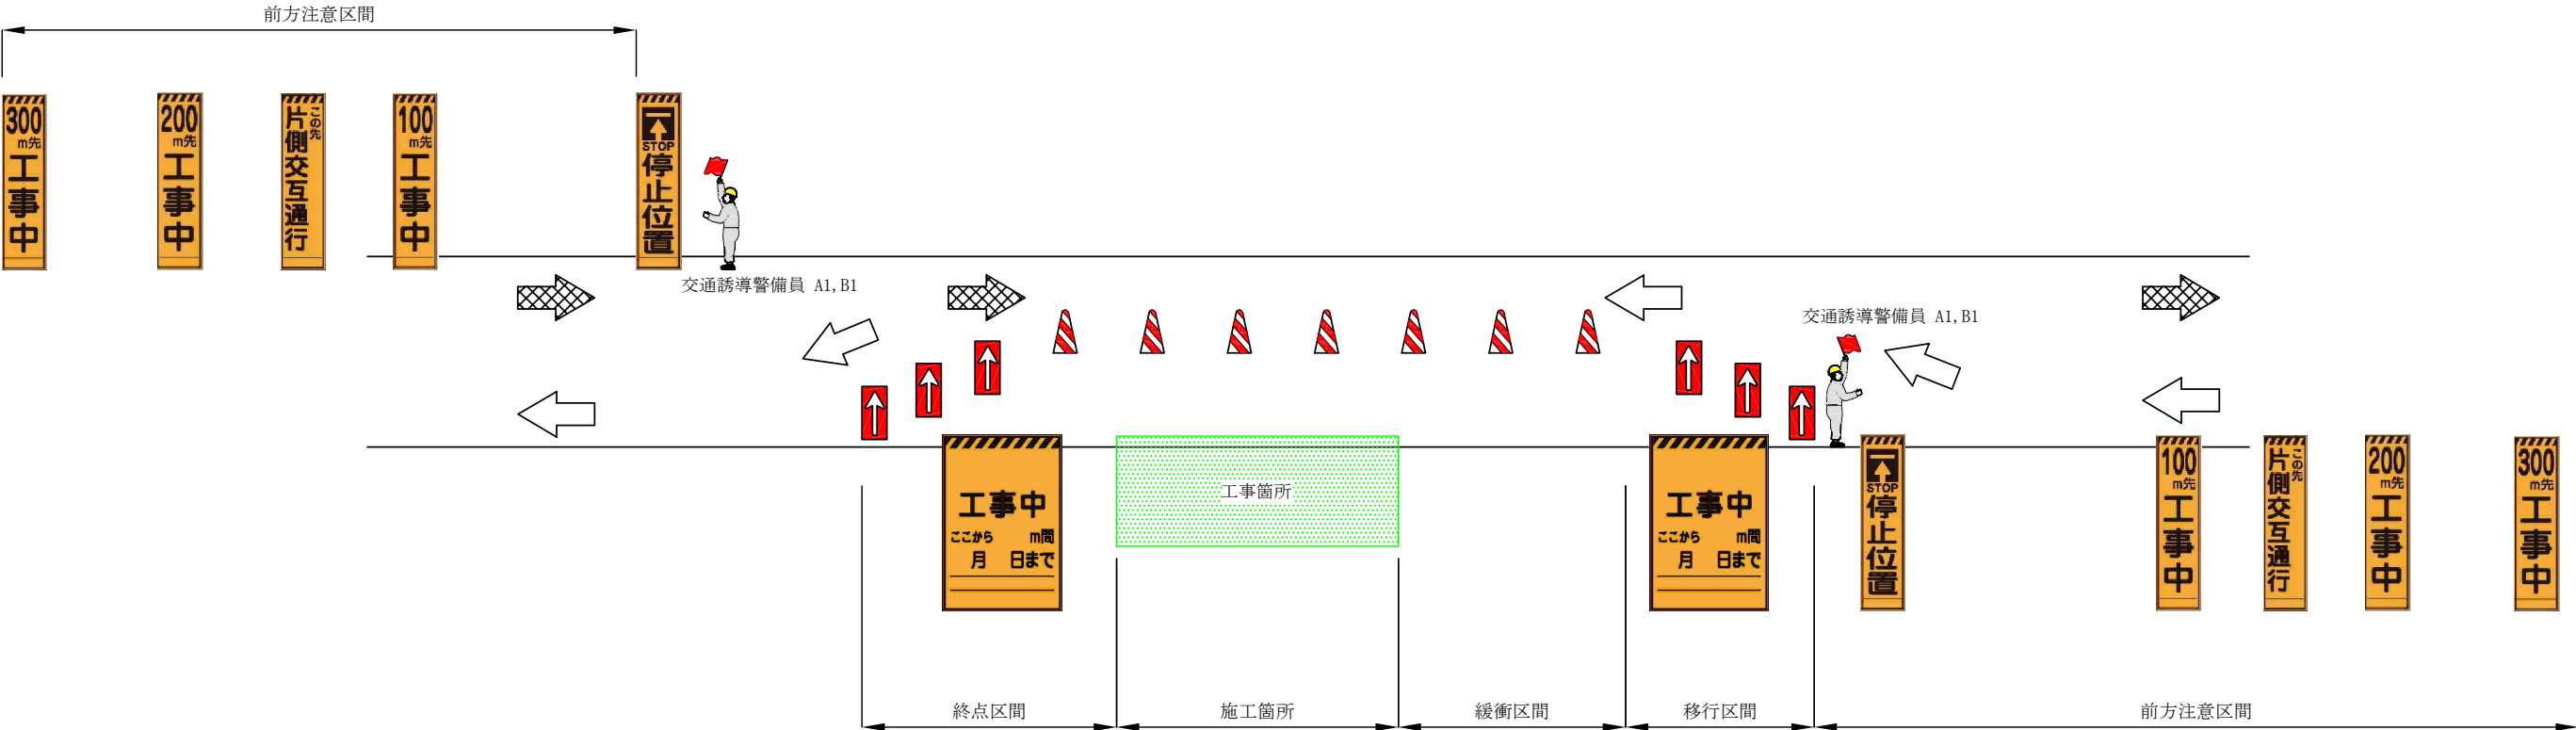 前方注意区間
300
m先
工事中
200
m先
工事中
この先
片側交互通行
100
m先
工事中
STOP
停止位置
交通誘導警備員 A1,B1
交通誘導警備員 A1,B1
工事中
ここから m間
月 日まで
工事箇所
工事中
ここから m間
月 日まで
STOP
停止位置
100
m先
工事中
この先
片側交互通行
200
m先
工事中
300
m先
工事中
終点区間
施工箇所
緩衝区間
移行区間
前方注意区間